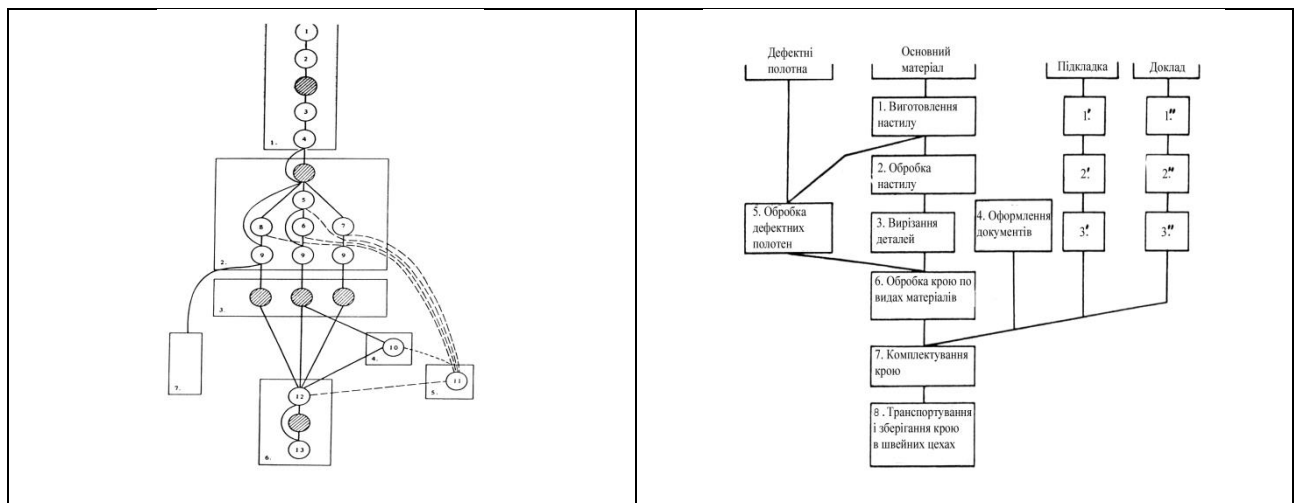 1
2
3
4
1.
5
8
6
7
9
9
9
2.
3.
10
4.
11
5.
7.
12
13
6.
Дефектні
полотна
Основний
матеріал
Підкладка
Доклад
1. Виготовлення
настилу
1.'
1."
2. Обробка
настилу
2.'
2."
5. Обробка
дефектних
полотен
3. Вирізання
деталей
4. Оформлення
документів
3.'
3."
6. Обробка крою по
видах матеріалів
7. Комплектування
крою
8. Транспортування
і зберігання крою
в швейних цехах